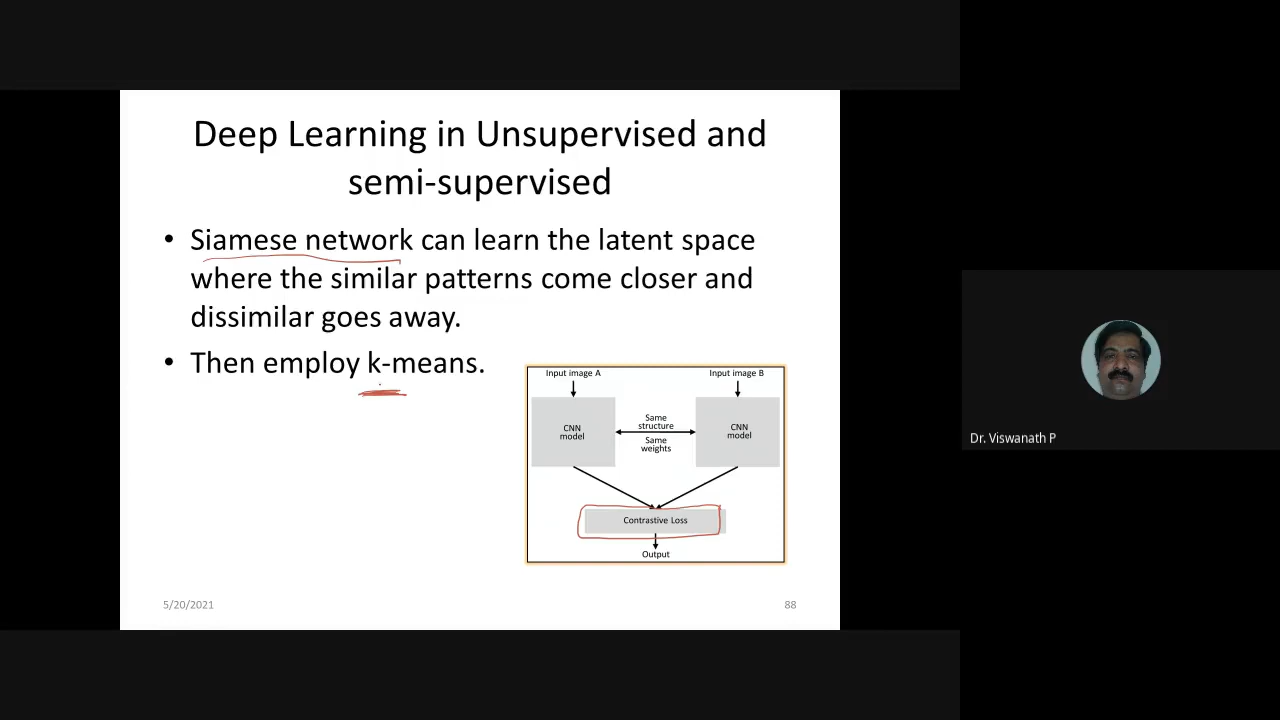 Deep Learning in Unsupervised and
semi-supervised
• Siamese network can learn the latent space
where the similar patterns come closer and
dissimilar goes away.
• Then employ k-means.
Input image A
Input image B
CNN
model
Same
structure
Same
weights
CNN
model
Contrastive Loss
Output
5/20/2021
88
Dr. Viswanath P